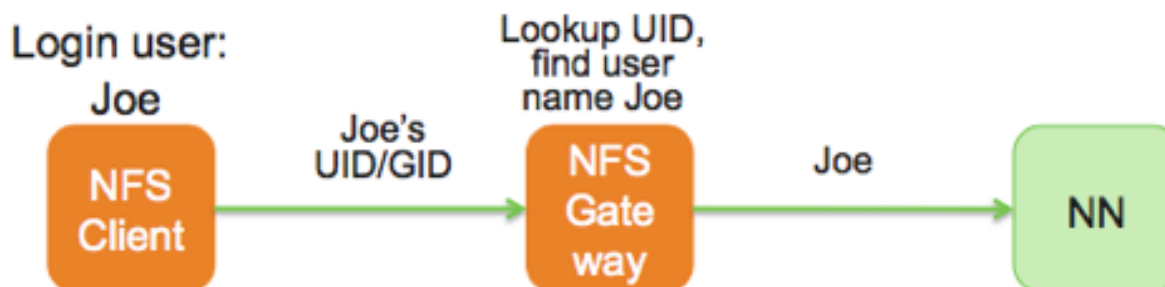 Login user:
Joe
NFS
Client
Joe's
UID/GID
Lookup UID,
find user
name Joe
NFS
Gate
way
Joe
NN